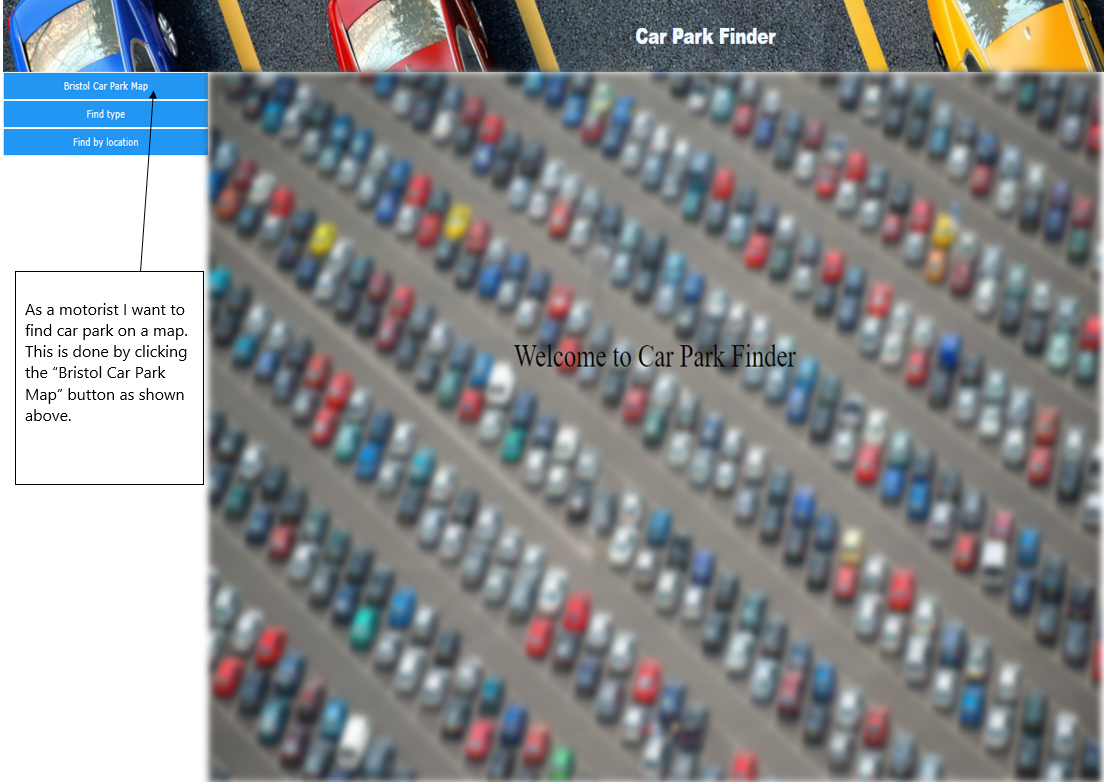 Car Park Finder
Bristol Car Park Map
Find type
Find by location
As a motorist I want to
find car park on a map.
This is done by clicking
the “Bristol Car Park
Map” button as shown
above.
Welcome to Car Park Finder